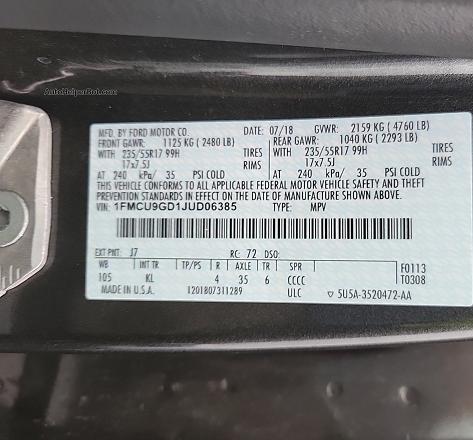 AutoHelperBot.com
MFD. BY FORD MOTOR CO. DATE: 07/18 GVWR: 2159 KG ( 4760 LB)
FRONT GAWR: 1125 KG ( 2480 LB) REAR GAWR: 1040 KG ( 2293 LB)
WITH 235/55R17 99H TIRES WITH 235/55R17 99H TIRES
17x7.5J RIMS 17x7.5J RIMS
AT 240 kPa/ 35 PSI COLD AT 240 kPa/ 35 PSI COLD
THIS VEHICLE CONFORMS TO ALL APPLICABLE FEDERAL MOTOR VEHICLE SAFETY AND THEFT
PREVENTION STANDARDS IN EFFECT ON THE DATE OF MANUFACTURE SHOWN ABOVE.
VIN: 1FMCU9GD1JUD06385 TYPE: MPV
EXT PNT: J7 RC: 72 DSO:
WB INT TR TP/PS R AXLE TR SPR F0113
105 KL 4 35 6 CCCC T0308
MADE IN U.S.A. 1201807311289 ULC ▽ 5U5A-3520472-AA